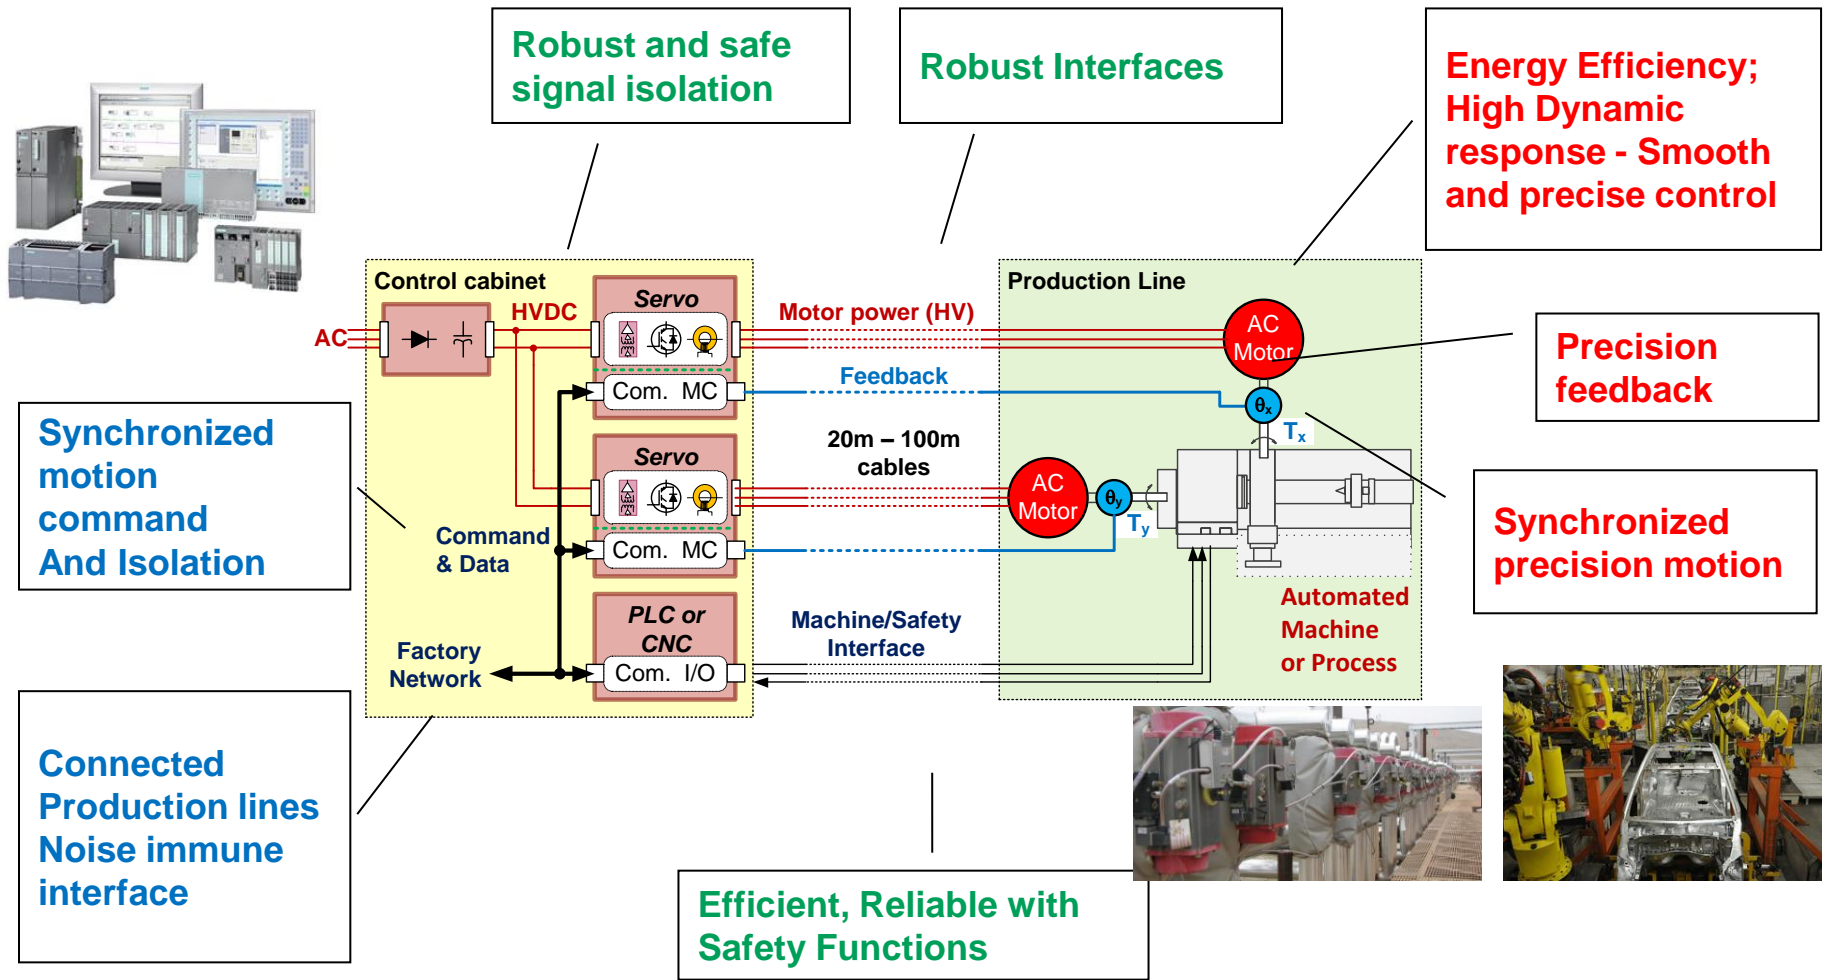 Robust and safe
signal isolation
Robust Interfaces
Energy Efficiency;
High Dynamic
response - Smooth
and precise control
Control cabinet
Servo
HVDC
AC
Com. MC
Motor power (HV)
Feedback
Production Line
AC
Motor
θx
Tx
Precision
feedback
Synchronized
motion
command
And Isolation
Servo
Com. MC
Command
& Data
20m – 100m
cables
AC
Motor
θy
Ty
Synchronized
precision motion
PLC or
CNC
Com. I/O
Factory
Network
Machine/Safety
Interface
Automated
Machine
or Process
Connected
Production lines
Noise immune
interface
Efficient, Reliable with
Safety Functions